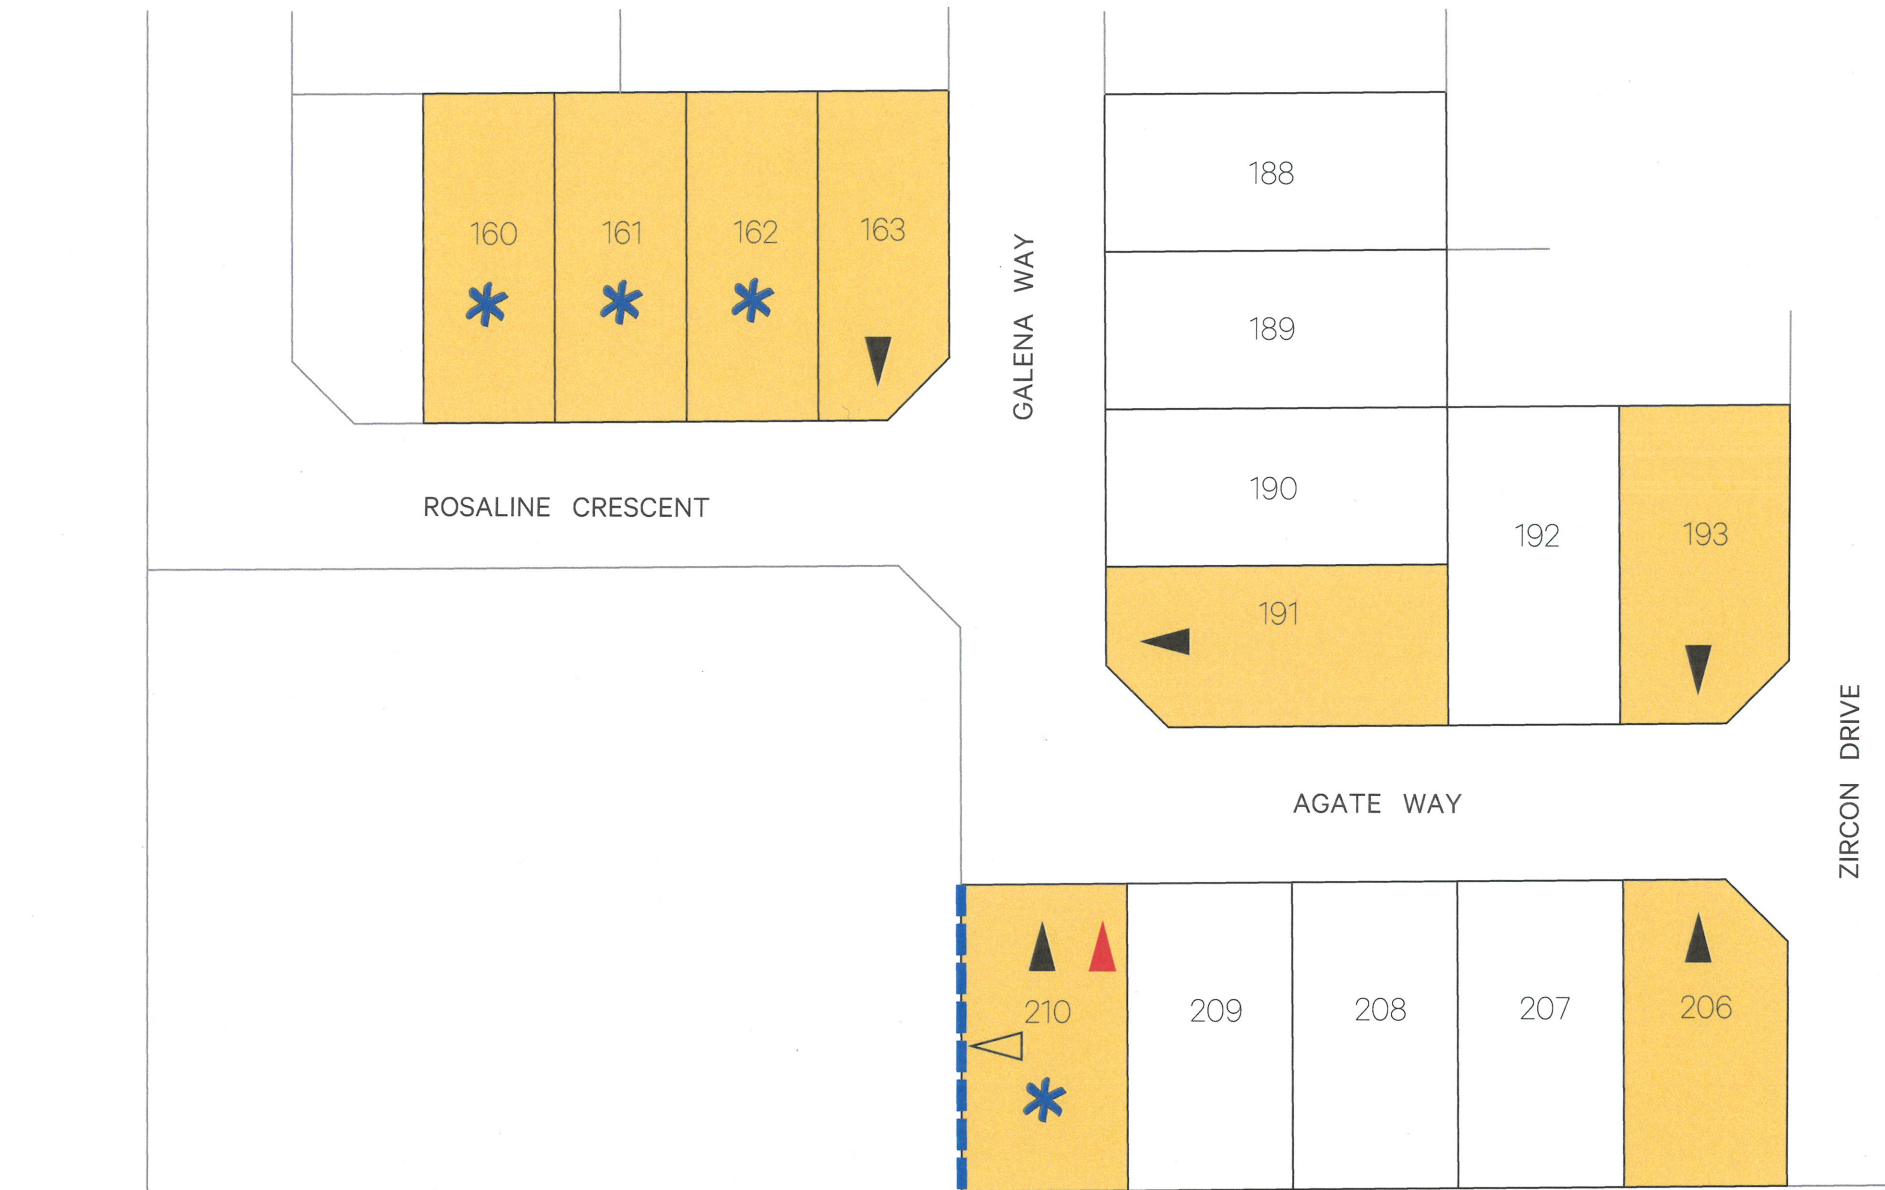 188
160 161 162 163
GALENA WAY
189
190
ROSALINE CRESCENT
192
193
191
ZIRCON DRIVE
AGATE WAY
210
209
208
207
206